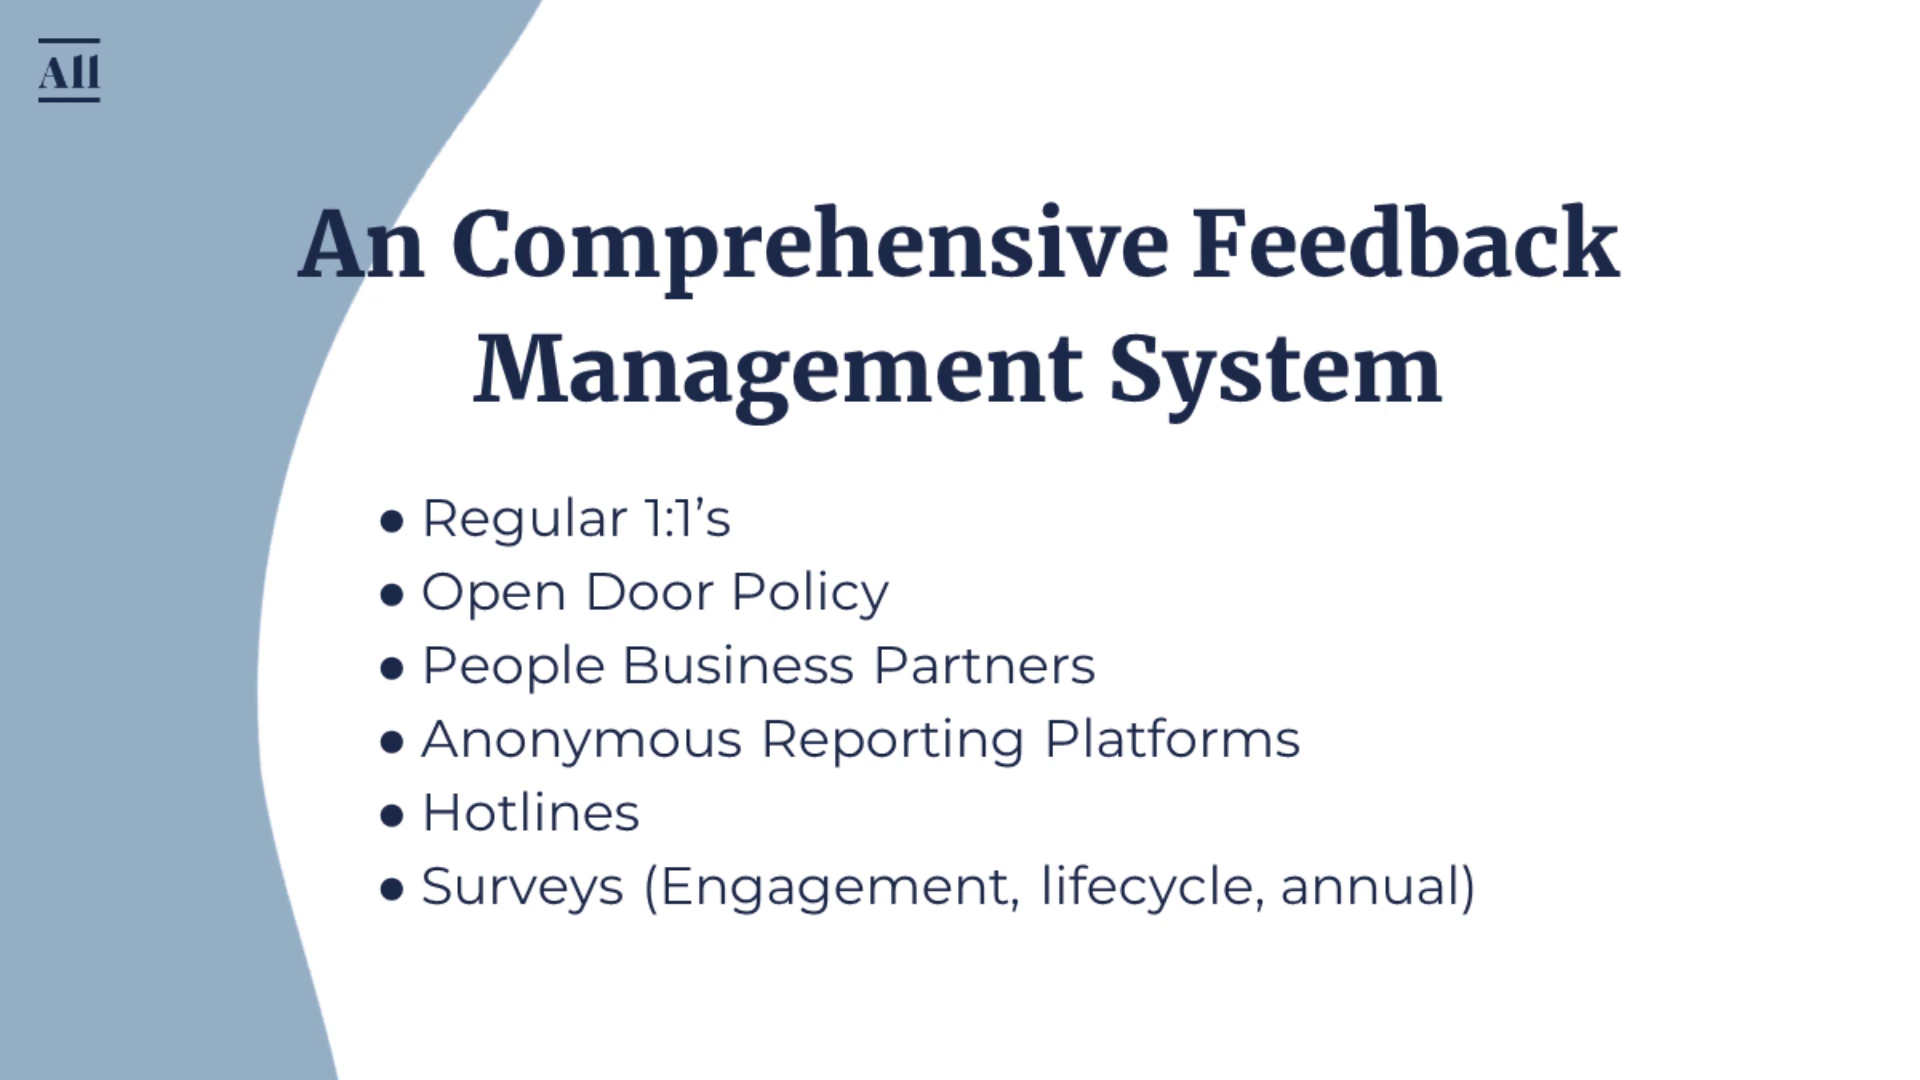 All
An Comprehensive Feedback
Management System
● Regular 1:1’s
● Open Door Policy
● People Business Partners
● Anonymous Reporting Platforms
● Hotlines
● Surveys (Engagement, lifecycle, annual)